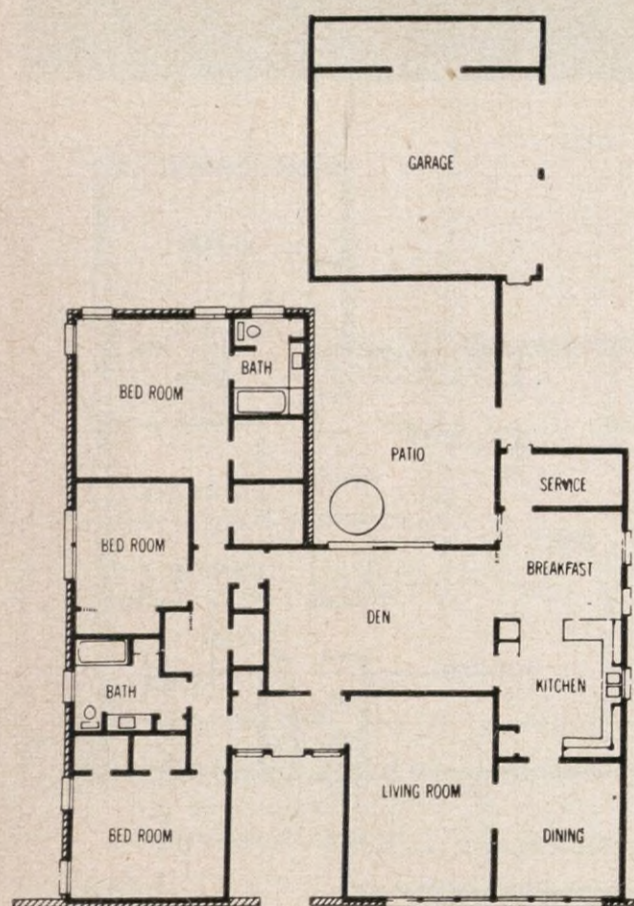 GARAGE
BATH
BED ROOM
PATIO
SERVICE
BED ROOM
BREAKFAST
DEN
KITCHEN
BATH
LIVING ROOM
BED ROOM
DINING